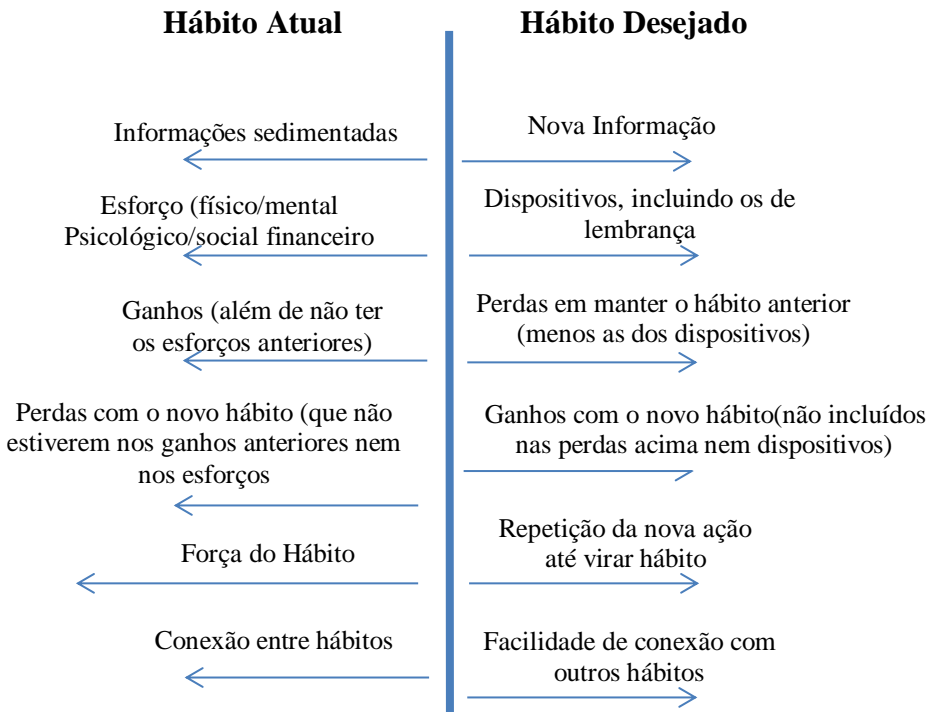 Hábito Atual
Hábito Desejado
Informações sedimentadas
Nova Informação
Esforço (físico/mental
Psicológico/social financeiro
Dispositivos, incluindo os de
lembrança
Ganhos (além de não ter
os esforços anteriores)
Perdas em manter o hábito anterior
(menos as dos dispositivos)
Perdas com o novo hábito (que não
estiverem nos ganhos anteriores nem
nos esforços
Ganhos com o novo hábito(não incluídos
nas perdas acima nem dispositivos)
Força do Hábito
Repetição da nova ação
até virar hábito
Conexão entre hábitos
Facilidade de conexão com
outros hábitos